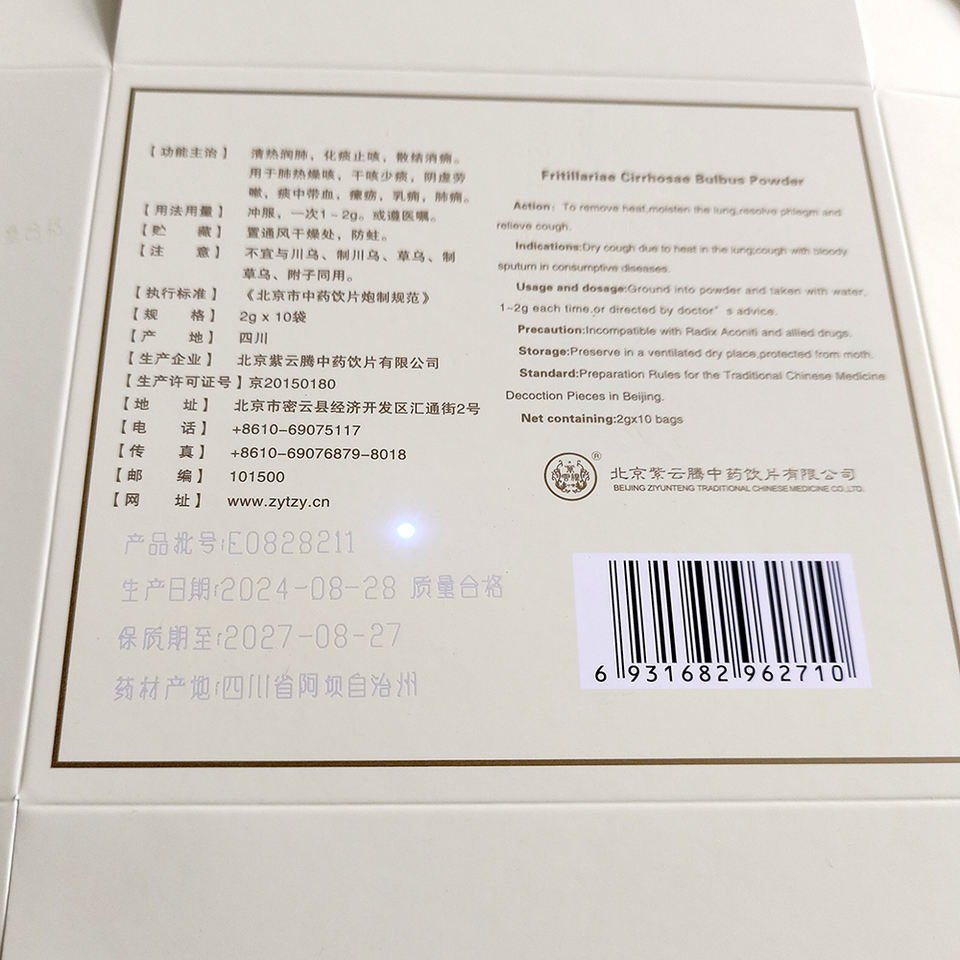 【功能主治】 清热润肺，化痰止咳，散结消痈。
用于肺热燥咳，干咳少痰，阴虚劳
嗽，痰中带血，瘰疬，乳痈，肺痈。
【用法用量】 冲服，一次1~2g。或遵医嘱。
【贮 藏】 置通风干燥处，防蛀。
【注 意】 不宜与川乌、制川乌、草乌、制
草乌、附子同用。
【执行标准】 《北京市中药饮片炮制规范》
【规 格】 2g x 10袋
【产 地】 四川
【生产企业】 北京紫云腾中药饮片有限公司
【生产许可证号】京20150180
【地 址】 北京市密云县经济开发区汇通街2号
【电 话】 +8610-69075117
【传 真】 +8610-69076879-8018
【邮 编】 101500
【网 址】 www.zytzy.cn
产品批号:E0828211
生产日期:2024-08-28 质量合格
保质期至:2027-08-27
药材产地:四川省阿坝自治州
Fritillariae Cirrhosae Bulbus Powder
Action: To remove heat,moisten the lung,resolve phlegm and
relieve cough.
Indications:Dry cough due to heat in the lung;cough with bloody
sputum in consumptive diseases.
Usage and dosage:Ground into powder and taken with water,
1~2g each time,or directed by doctor's advice.
Precaution:Incompatible with Radix Aconiti and allied drugs.
Storage:Preserve in a ventilated dry place,protected from moth.
Standard:Preparation Rules for the Traditional Chinese Medicine
Decoction Pieces in Beijing.
Net containing:2gx10 bags
® 北京紫云腾中药饮片有限公司
BEIJING ZIYUNTENG TRADITIONAL CHINESE MEDICINE CO.,LTD.
6 931682 962710